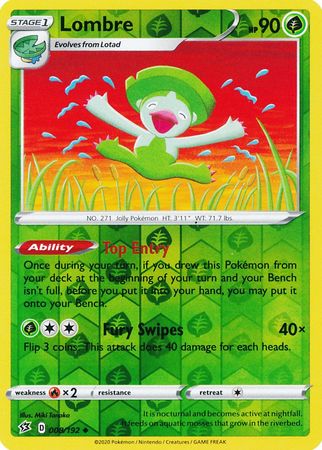 STAGE 1
Lombre
HP 90
Evolves from Lotad
NO. 271 Jolly Pokémon HT: 3'11" WT: 71.7 lbs.
Ability Top Entry
Once during your turn, if you drew this Pokémon from
your deck at the beginning of your turn and your Bench
isn't full, before you put it into your hand, you may put it
onto your Bench.
Fury Swipes 40×
Flip 3 coins. This attack does 40 damage for each heads.
weakness ×2 resistance retreat
Illus. Miki Tanaka
It is nocturnal and becomes active at nightfall.
It feeds on aquatic mosses that grow in the riverbed.
D 008/192
©2020 Pokémon / Nintendo / Creatures / GAME FREAK